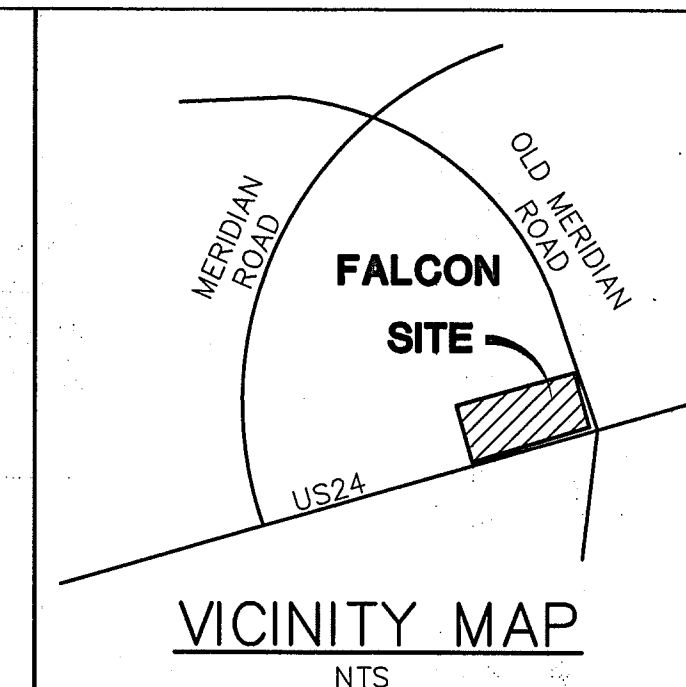 MERIDIAN
ROAD
OLD MERIDIAN
ROAD
FALCON
SITE
US24
VICINITY MAP
NTS